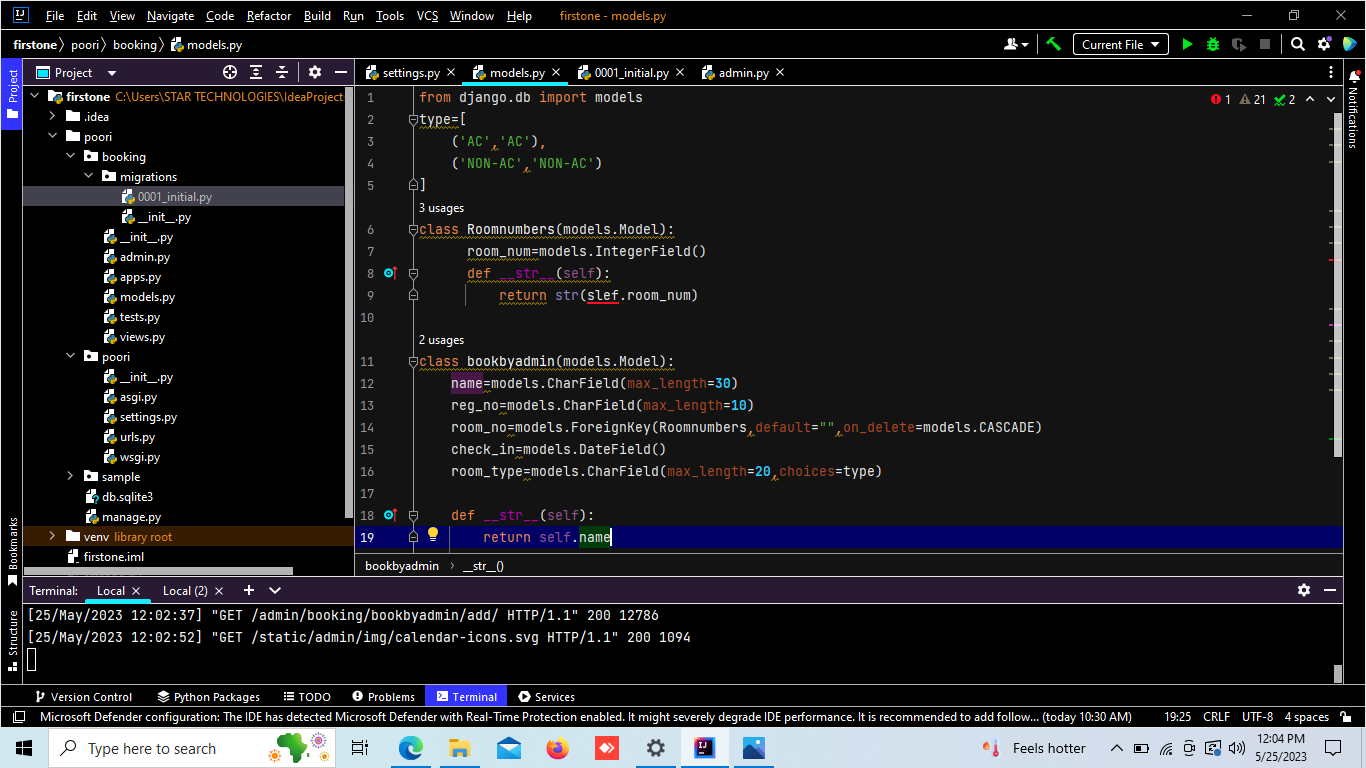 File Edit View Navigate Code Refactor Build Run Tools VCS Window Help firstone - models.py
firstone poori booking models.py Current File
Project
settings.py models.py 0001_initial.py admin.py
Project
firstone C:\Users\STAR TECHNOLOGIES\IdeaProject
.idea
poori
booking
migrations
0001_initial.py
__init__.py
__init__.py
admin.py
apps.py
models.py
tests.py
views.py
poori
__init__.py
asgi.py
settings.py
urls.py
wsgi.py
sample
db.sqlite3
manage.py
venv library root
firstone.iml
1 from django.db import models
2 type=[
3 ('AC','AC'),
4 ('NON-AC','NON-AC')
5 ]
3 usages
6 class Roomnumbers(models.Model):
7 room_num=models.IntegerField()
8 def __str__(self):
9 return str(slef.room_num)
10
2 usages
11 class bookbyadmin(models.Model):
12 name=models.CharField(max_length=30)
13 reg_no=models.CharField(max_length=10)
14 room_no=models.ForeignKey(Roomnumbers,default="",on_delete=models.CASCADE)
15 check_in=models.DateField()
16 room_type=models.CharField(max_length=20,choices=type)
17
18 def __str__(self):
19 return self.name
1 21 2
Notifications
bookbyadmin __str__()
Bookmarks
Structure
Terminal: Local Local (2)
[25/May/2023 12:02:37] "GET /admin/booking/bookbyadmin/add/ HTTP/1.1" 200 12786
[25/May/2023 12:02:52] "GET /static/admin/img/calendar-icons.svg HTTP/1.1" 200 1094
Version Control Python Packages TODO Problems Terminal Services
Microsoft Defender configuration: The IDE has detected Microsoft Defender with Real-Time Protection enabled. It might severely degrade IDE performance. It is recommended to add follow... (today 10:30 AM) 19:25 CRLF UTF-8 4 spaces
Type here to search Feels hotter 12:04 PM
5/25/2023